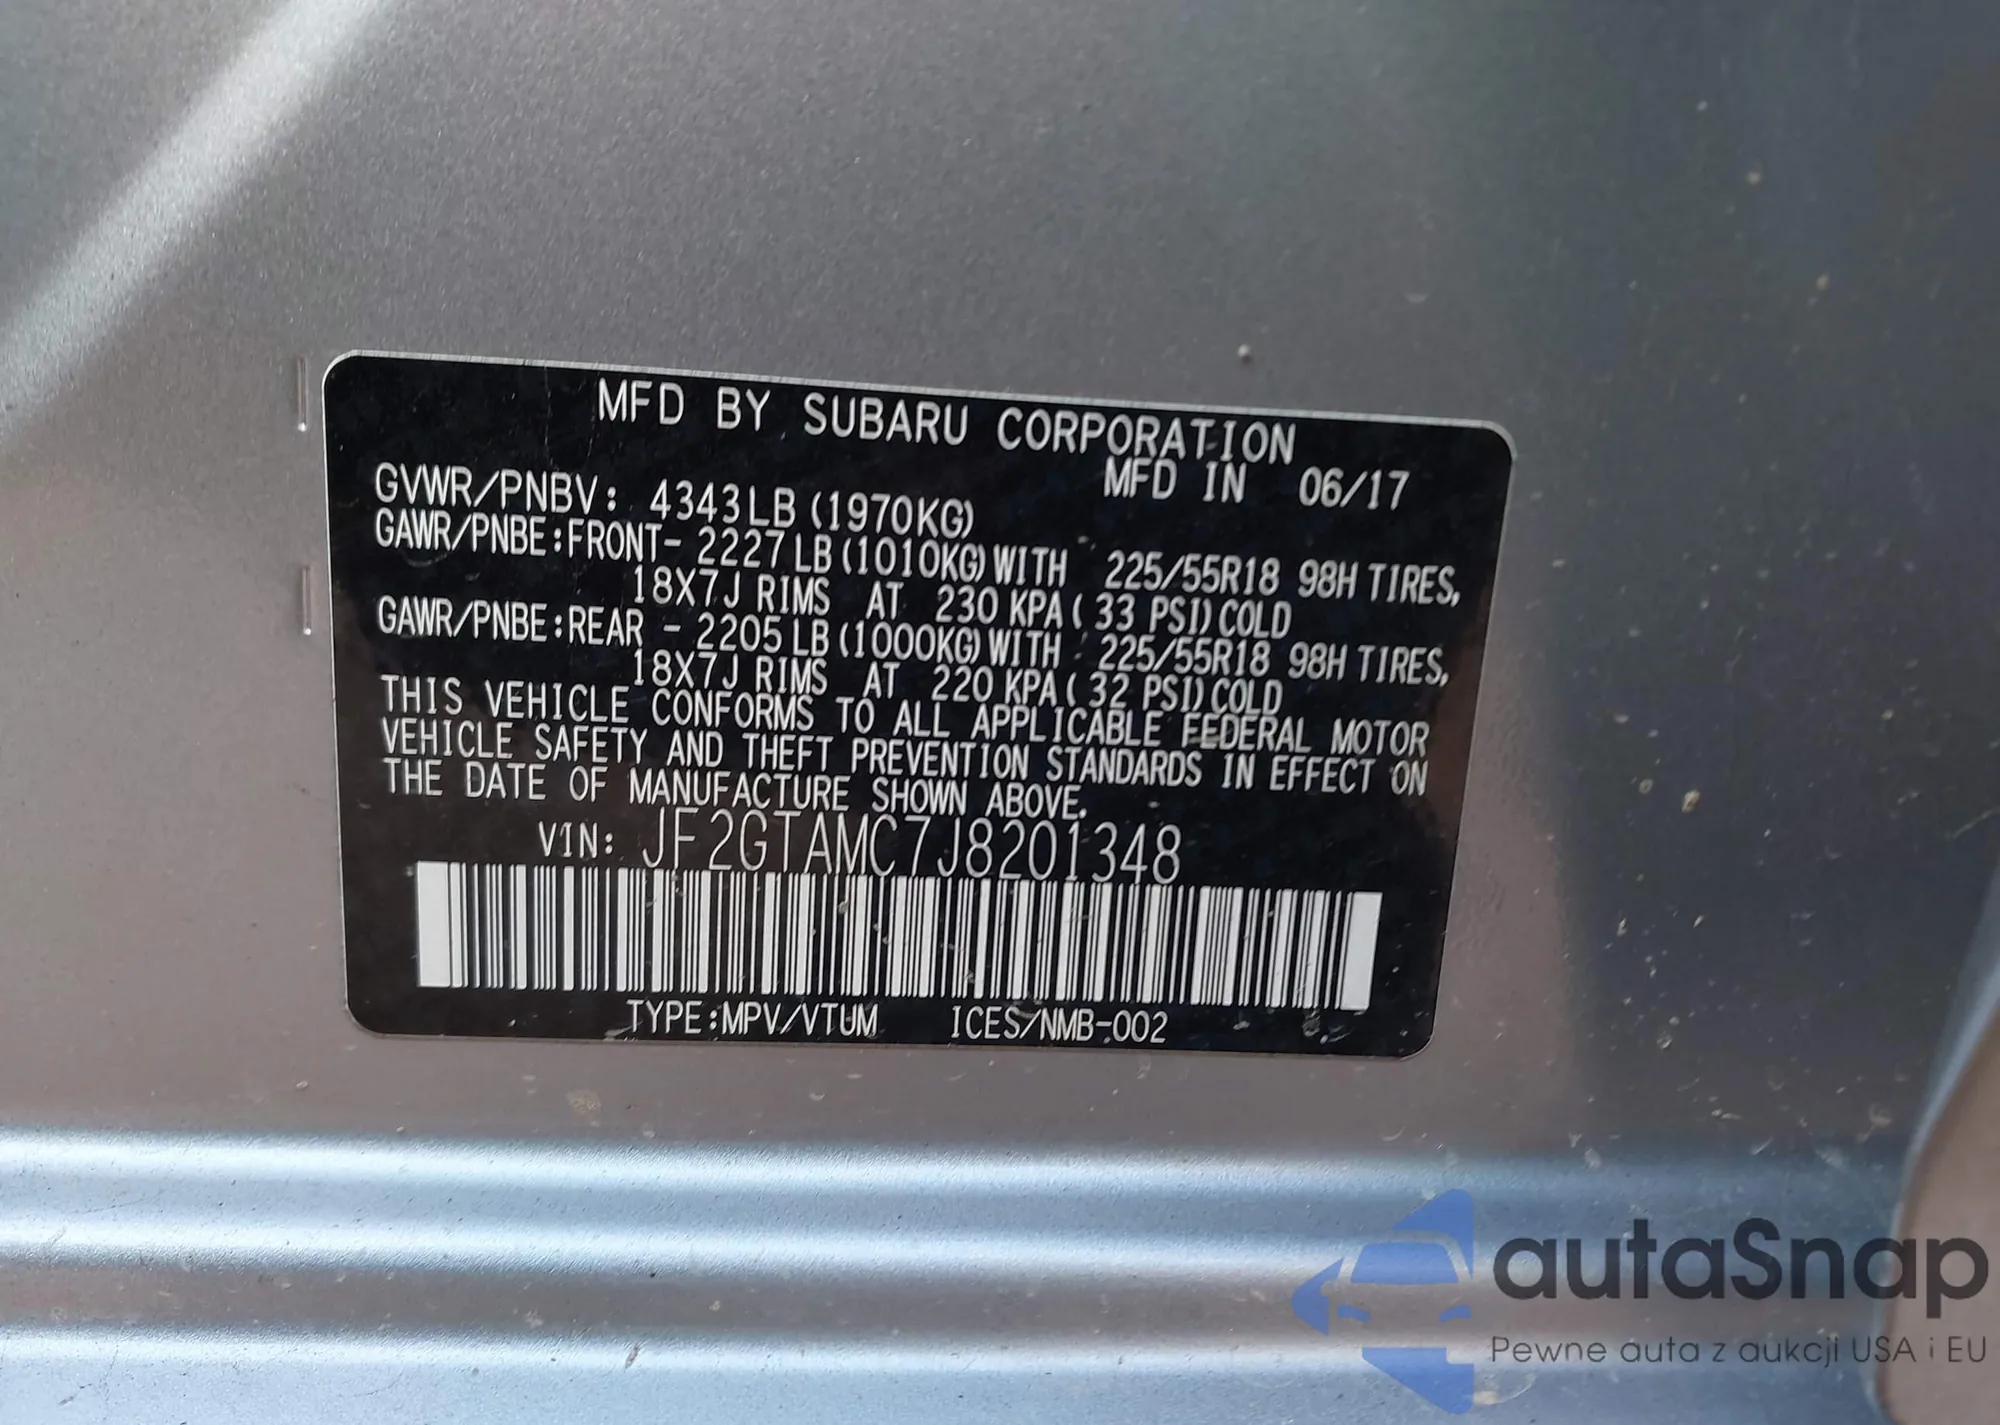 MFD BY SUBARU CORPORATION
MFD IN 06/17
GVWR/PNBV: 4343LB (1970KG)
GAWR/PNBE:FRONT- 2227LB(1010KG)WITH 225/55R18 98H TIRES,
18X7J RIMS AT 230 KPA( 33 PSI)COLD
GAWR/PNBE:REAR - 2205LB(1000KG)WITH 225/55R18 98H TIRES,
18X7J RIMS AT 220 KPA( 32 PSI)COLD
THIS VEHICLE CONFORMS TO ALL APPLICABLE FEDERAL MOTOR
VEHICLE SAFETY AND THEFT PREVENTION STANDARDS IN EFFECT ON
THE DATE OF MANUFACTURE SHOWN ABOVE.
VIN: JF2GTAMC7J8201348
TYPE:MPV/VTUM ICES/NMB-002
autaSnap
Pewne auta z aukcji USA i EU